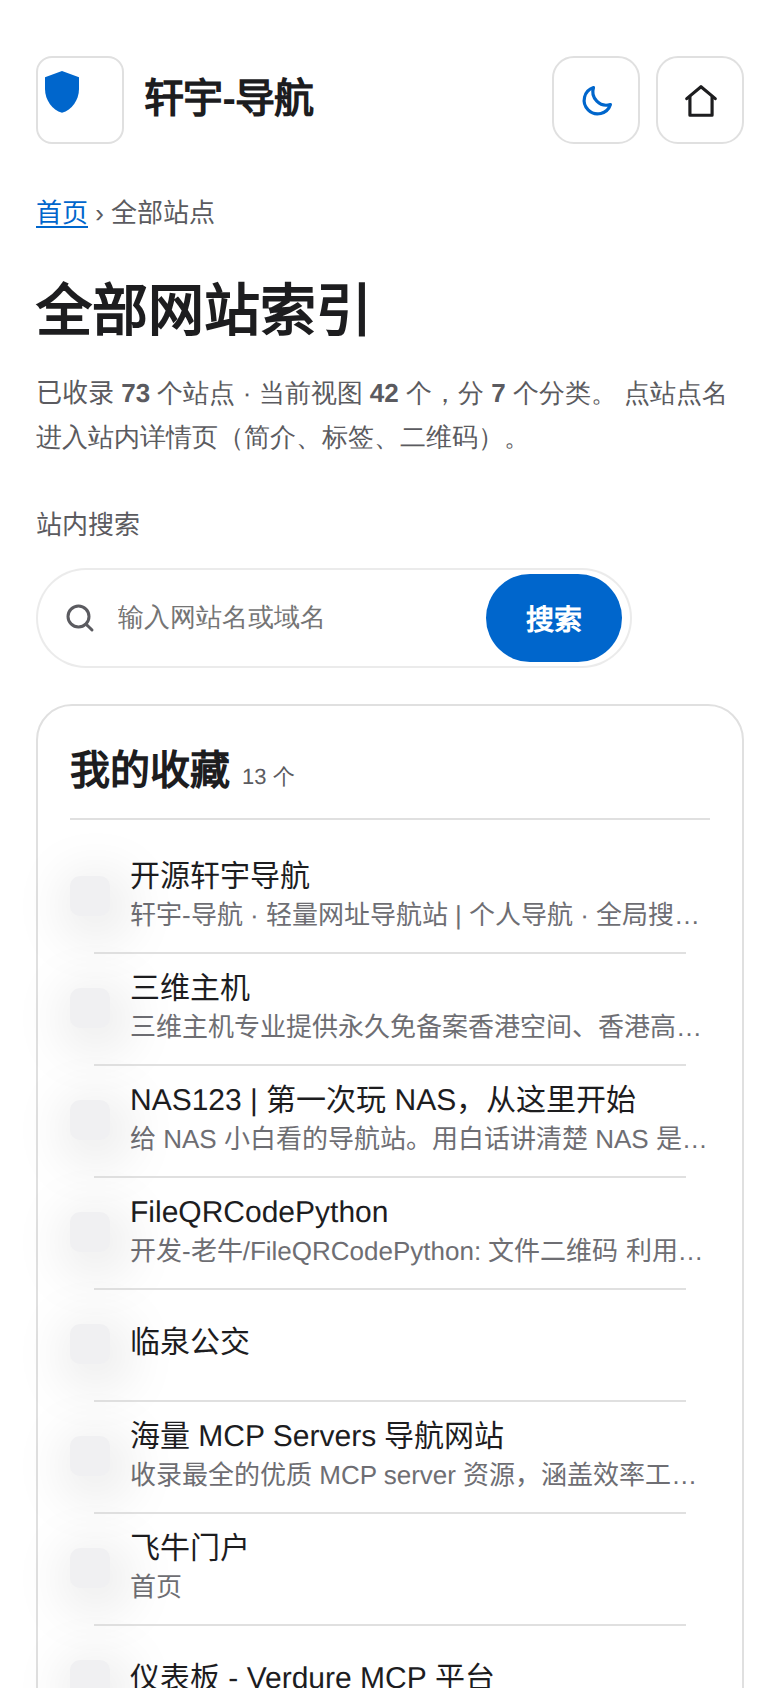 轩宇-导航
首页 › 全部站点
全部网站索引
已收录 73 个站点 · 当前视图 42 个，分 7 个分类。 点站点名
进入站内详情页（简介、标签、二维码）。
站内搜索
输入网站名或域名
搜索
我的收藏 13 个
开源轩宇导航
轩宇-导航 · 轻量网址导航站 | 个人导航 · 全局搜…
三维主机
三维主机专业提供永久免备案香港空间、香港高…
NAS123 | 第一次玩 NAS，从这里开始
给 NAS 小白看的导航站。用白话讲清楚 NAS 是…
FileQRCodePython
开发-老牛/FileQRCodePython: 文件二维码 利用…
临泉公交
海量 MCP Servers 导航网站
收录最全的优质 MCP server 资源，涵盖效率工…
飞牛门户
首页
仪表板 - Verdure MCP 平台